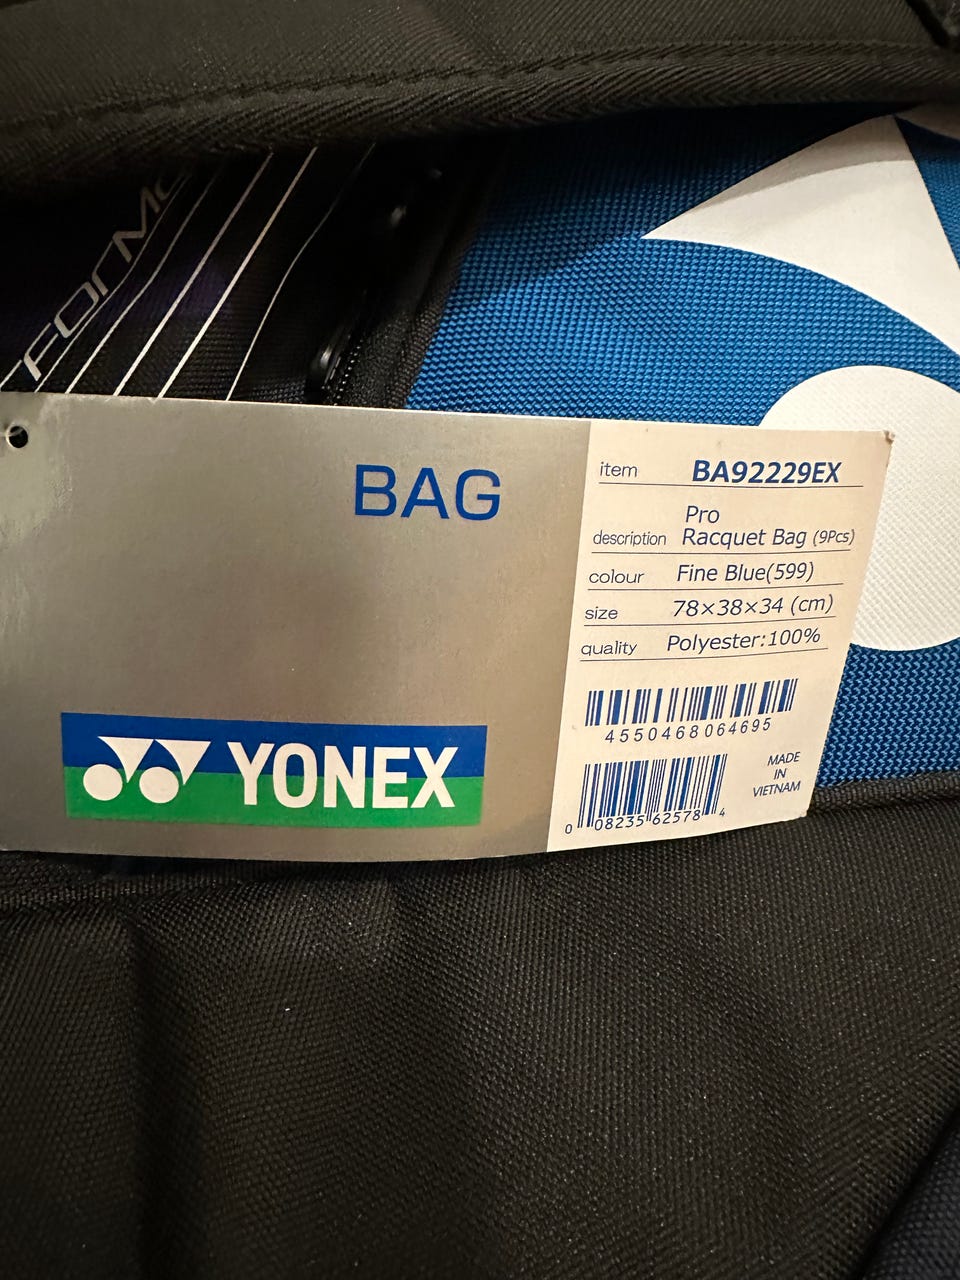 BAG
YONEX
item BA92229EX
Pro
description Racquet Bag (9Pcs)
colour Fine Blue(599)
size 78×38×34 (cm)
quality Polyester:100%
4550468064695
0 08235 62578 4
MADE
IN
VIETNAM